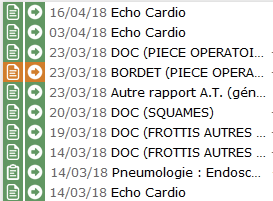 16/04/18 Echo Cardio
03/04/18 Echo Cardio
23/03/18 DOC (PIECE OPERATOI...
23/03/18 BORDET (PIECE OPERA...
23/03/18 Autre rapport A.T. (gén...
20/03/18 DOC (SQUAMES)
19/03/18 DOC (FROTTIS AUTRES ...
14/03/18 DOC (FROTTIS AUTRES ...
14/03/18 Pneumologie : Endosc...
14/03/18 Echo Cardio